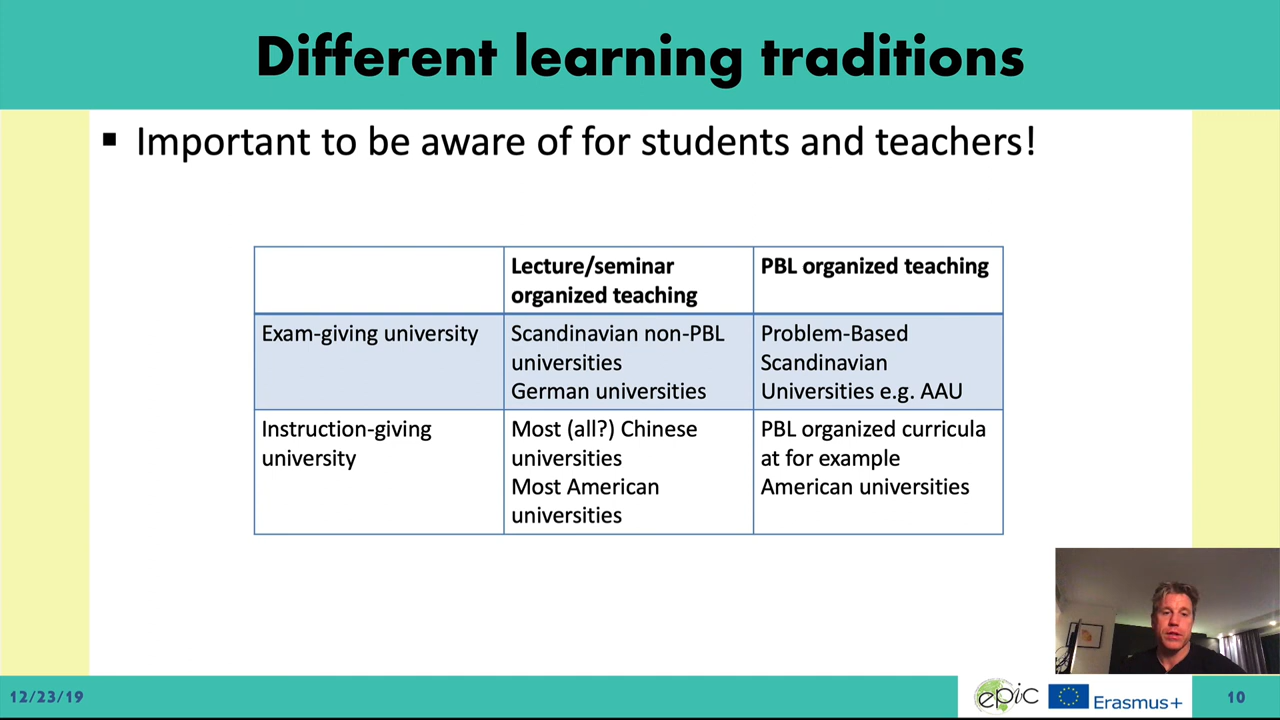 Different learning traditions
▪ Important to be aware of for students and teachers!
Lecture/seminar
organized teaching
PBL organized teaching
Exam-giving university
Scandinavian non-PBL
universities
German universities
Problem-Based
Scandinavian
Universities e.g. AAU
Instruction-giving
university
Most (all?) Chinese
universities
Most American
universities
PBL organized curricula
at for example
American universities
12/23/19
epic
Erasmus+
10